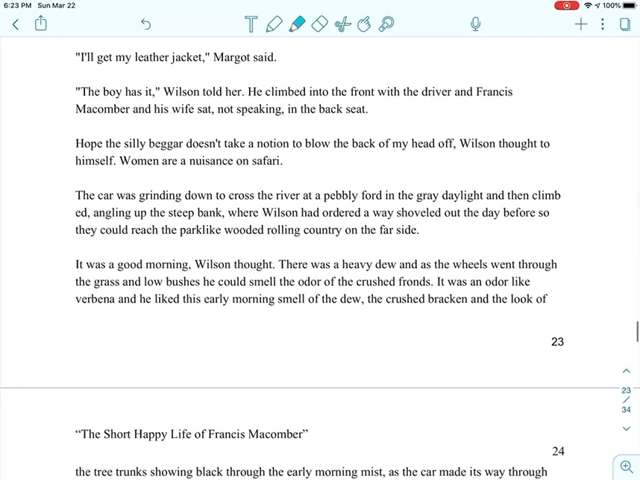 6:23 PM Sun Mar 22
100%
"I'll get my leather jacket," Margot said.
"The boy has it," Wilson told her. He climbed into the front with the driver and Francis
Macomber and his wife sat, not speaking, in the back seat.
Hope the silly beggar doesn't take a notion to blow the back of my head off, Wilson thought to
himself. Women are a nuisance on safari.
The car was grinding down to cross the river at a pebbly ford in the gray daylight and then climb
ed, angling up the steep bank, where Wilson had ordered a way shoveled out the day before so
they could reach the parklike wooded rolling country on the far side.
It was a good morning, Wilson thought. There was a heavy dew and as the wheels went through
the grass and low bushes he could smell the odor of the crushed fronds. It was an odor like
verbena and he liked this early morning smell of the dew, the crushed bracken and the look of
23
23
/
34
“The Short Happy Life of Francis Macomber”
24
the tree trunks showing black through the early morning mist, as the car made its way through